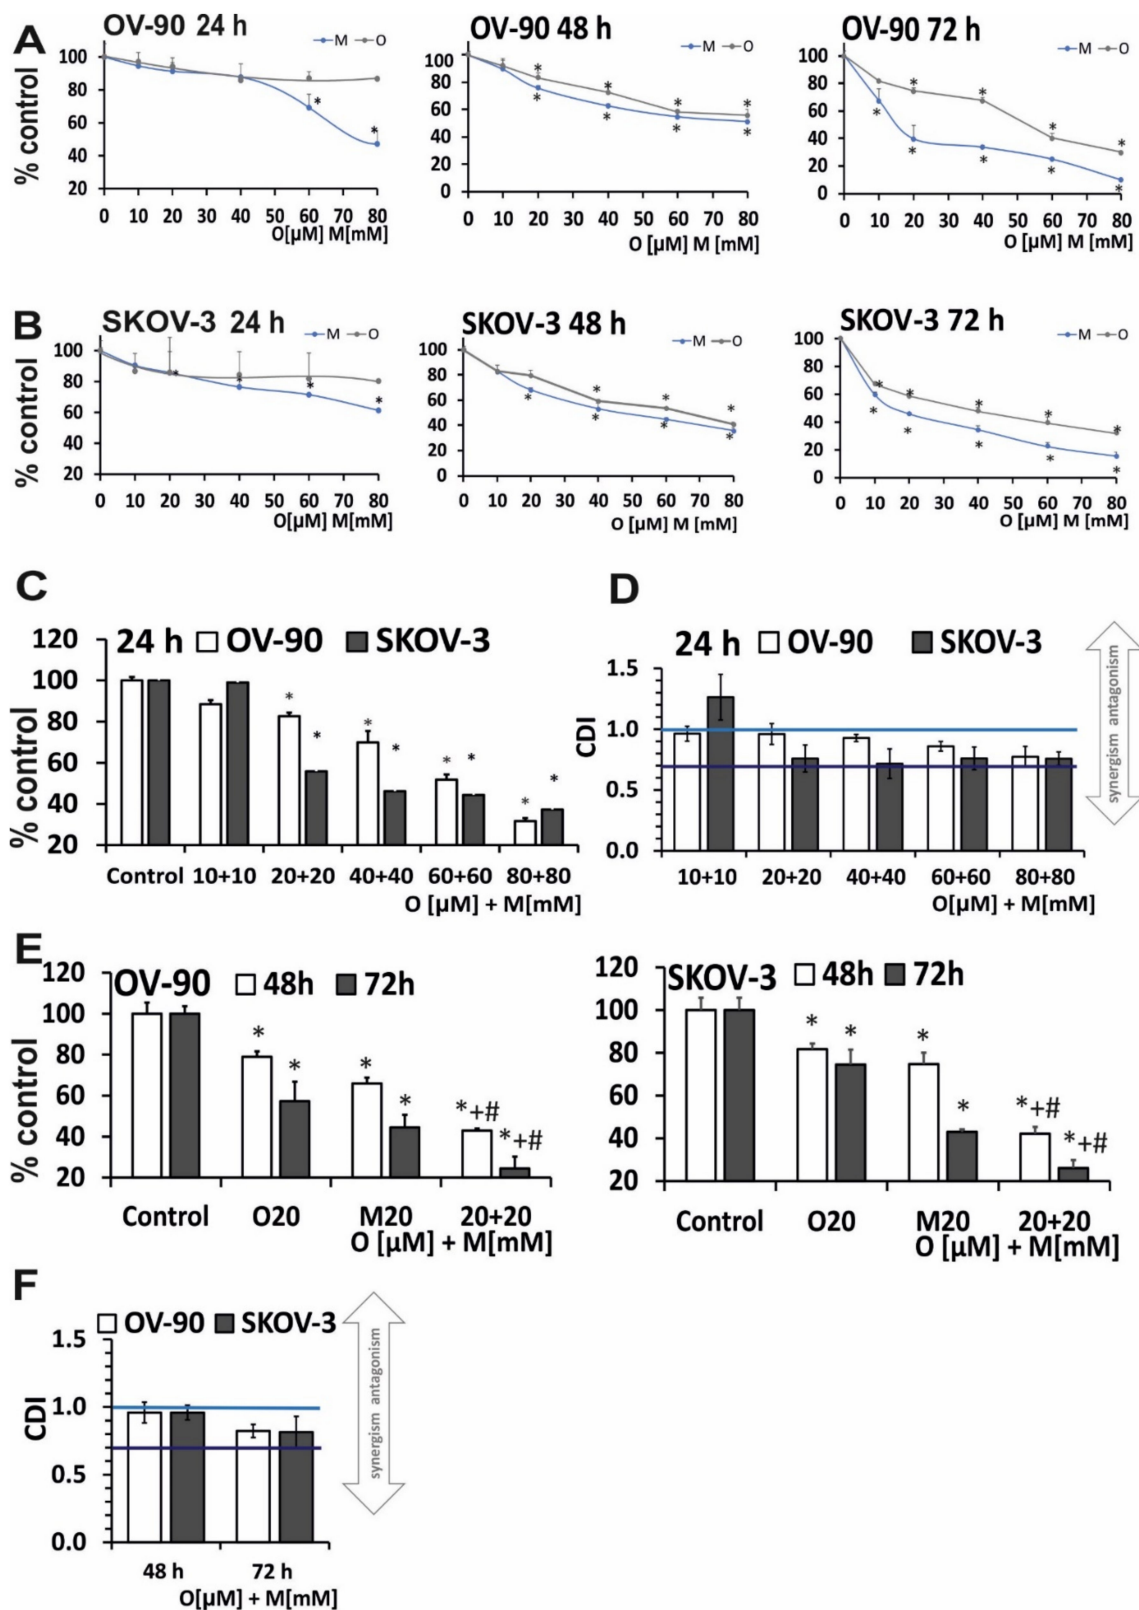 A
OV-90 24 h
M O
% control
100
80
60
40
20
0 10 20 30 40 50 60 70 80
O[µM] M[mM]
OV-90 48 h
M O
100
80
60
40
20
0
0 10 20 30 40 50 60 70 80
O [µM] M [mM]
OV-90 72 h
M O
100
80
60
40
20
0
0 10 20 30 40 50 60 70 80
O [µM] M [mM]
B
SKOV-3 24 h
M O
% control
100
80
60
40
20
0 10 20 30 40 50 60 70 80
O[µM] M[mM]
SKOV-3 48 h
M O
100
80
60
40
20
0
0 10 20 30 40 50 60 70 80
O [µM] M [mM]
SKOV-3 72 h
M O
100
80
60
40
20
0
0 10 20 30 40 50 60 70 80
O [µM] M [mM]
C
24 h OV-90 SKOV-3
% control
120
100
80
60
40
20
Control 10+10 20+20 40+40 60+60 80+80
O [µM] + M[mM]
D
24 h OV-90 SKOV-3
CDI
1.5
1.0
0.5
0.0
10+10 20+20 40+40 60+60 80+80
O[µM] + M[mM]
synergism antagonism
E
OV-90 48h 72h
% control
120
100
80
60
40
20
* * * * *+# *+#
Control O20 M20 20+20
O [µM] + M[mM]
SKOV-3 48h 72h
120
100
80
60
40
20
* * * * *+# *+#
Control O20 M20 20+20
O [µM] + M[mM]
F
OV-90 SKOV-3
CDI
1.5
1.0
0.5
0.0
48 h 72 h
O[µM] + M[mM]
synergism antagonism